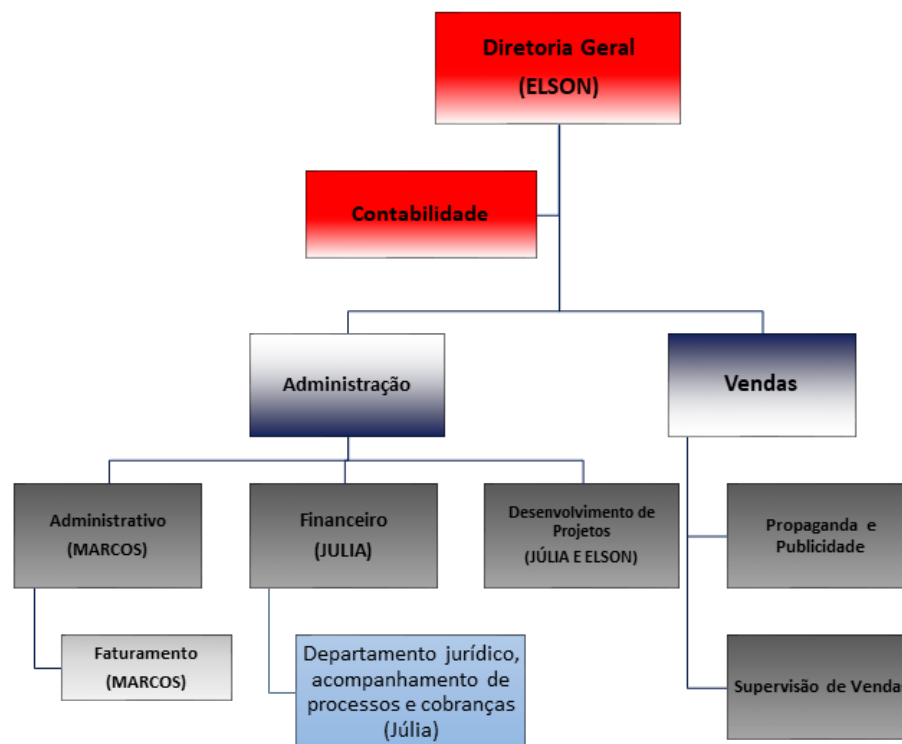 Diretoria Geral
(ELSON)
Contabilidade
Administração
Vendas
Administrativo
(MARCOS)
Financeiro
(JULIA)
Desenvolvimento de
Projetos
(JÚLIA E ELSON)
Propaganda e
Publicidade
Faturamento
(MARCOS)
Departamento jurídico,
acompanhamento de
processos e cobranças
(Júlia)
Supervisão de Venda